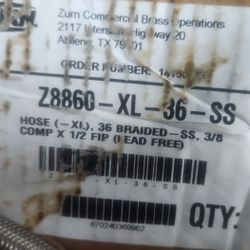 Zurn Commercial Brass Operations
2117 Interstate Highway 20
Abilene, TX 79601
ORDER NUMBER:
Z8860-XL-36-SS
HOSE (-XL), 36 BRAIDED-SS, 3/8
COMP X 1/2 FIP (LEAD FREE)
Z8860-XL-36-SS
QTY:
670240369962